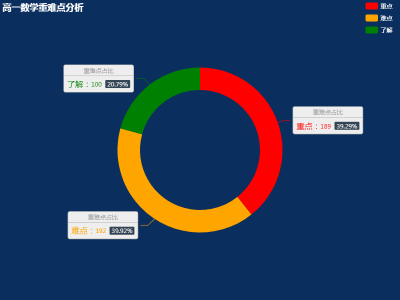 高一数学重难点分析
重点
难点
了解
重难点占比
了解：100 20.79%
重难点占比
重点：189 39.29%
重难点占比
难点：192 39.92%